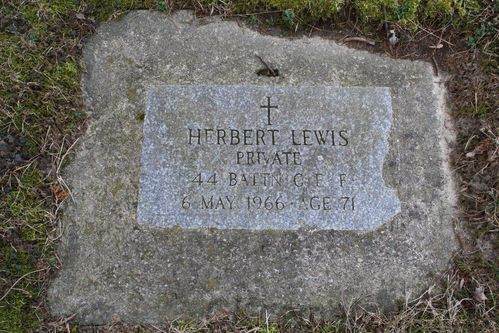 HERBERT LEWIS
PRIVATE
44 BATTN C. E. F.
6 MAY 1966 · AGE 71